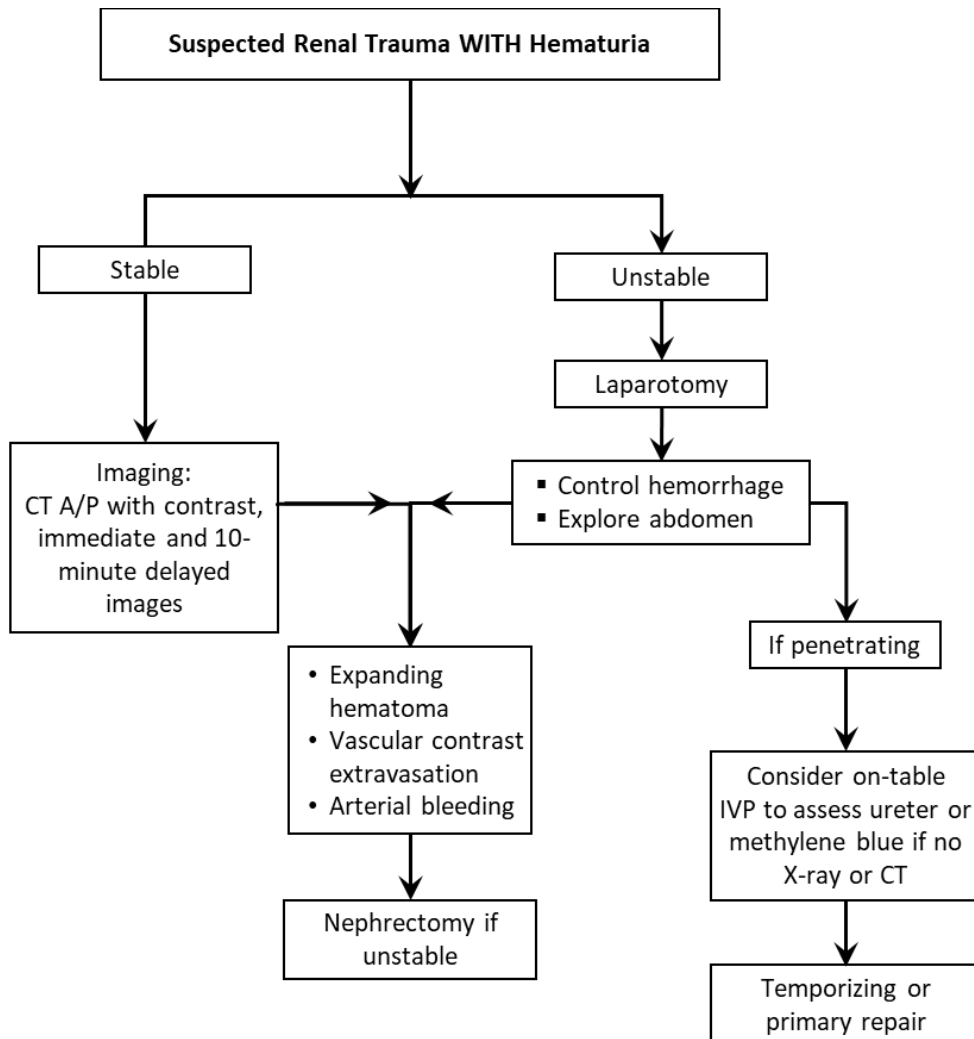 Suspected Renal Trauma WITH Hematuria
Stable
Unstable
Laparotomy
Imaging:
CT A/P with contrast,
immediate and 10-
minute delayed
images
▪ Control hemorrhage
▪ Explore abdomen
If penetrating
• Expanding
hematoma
• Vascular contrast
extravasation
• Arterial bleeding
Consider on-table
IVP to assess ureter or
methylene blue if no
X-ray or CT
Nephrectomy if
unstable
Temporizing or
primary repair